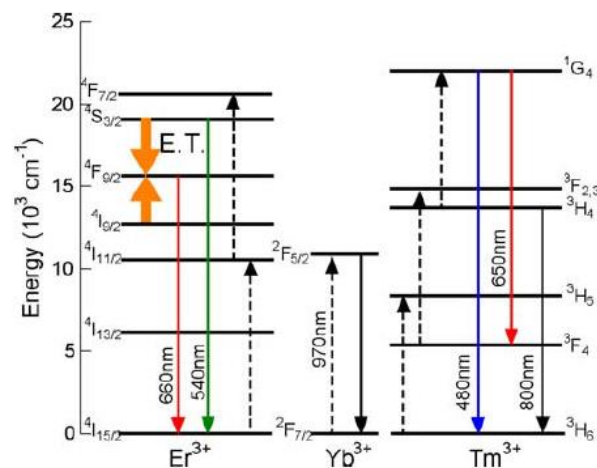 25
20
15
10
5
0
Energy (10³ cm⁻¹)
⁴F₇/₂
⁴S₃/₂
E.T.
⁴F₉/₂
⁴I₉/₂
⁴I₁₁/₂
⁴I₁₃/₂
⁴I₁₅/₂
660nm
540nm
Er³⁺
²F₅/₂
970nm
²F₇/₂
Yb³⁺
¹G₄
³F₂,₃
³H₄
³H₅
³F₄
³H₆
650nm
480nm
800nm
Tm³⁺